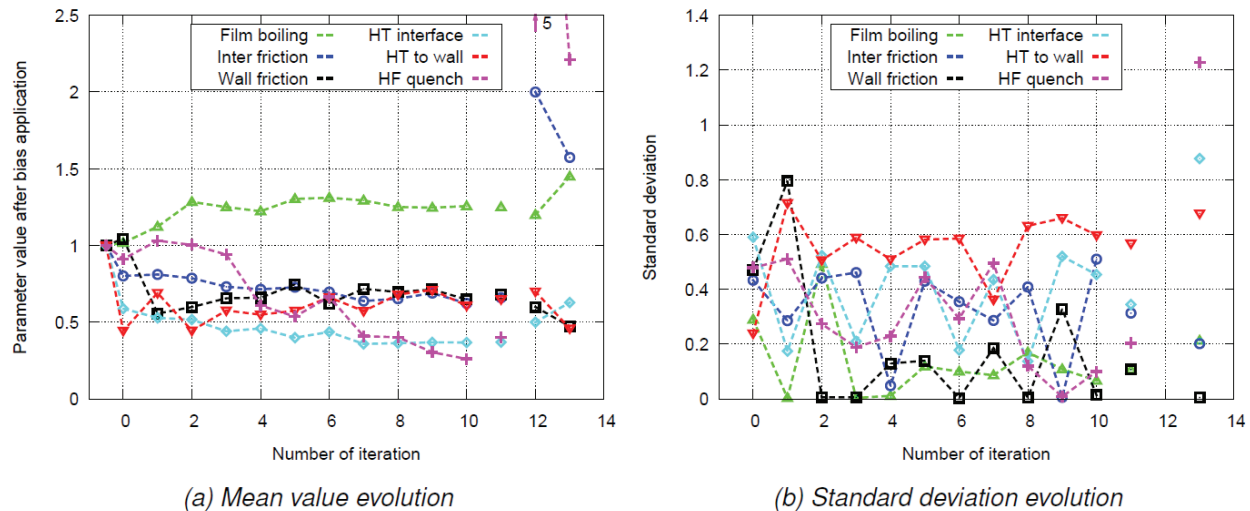 2.5
2
1.5
1
0.5
0
0 2 4 6 8 10 12 14
Parameter value after bias application
Number of iteration
Film boiling
Inter friction
Wall friction
HT interface
HT to wall
HF quench
5
(a) Mean value evolution
1.4
1.2
1
0.8
0.6
0.4
0.2
0
0 2 4 6 8 10 12 14
Standard deviation
Number of iteration
Film boiling
Inter friction
Wall friction
HT interface
HT to wall
HF quench
(b) Standard deviation evolution